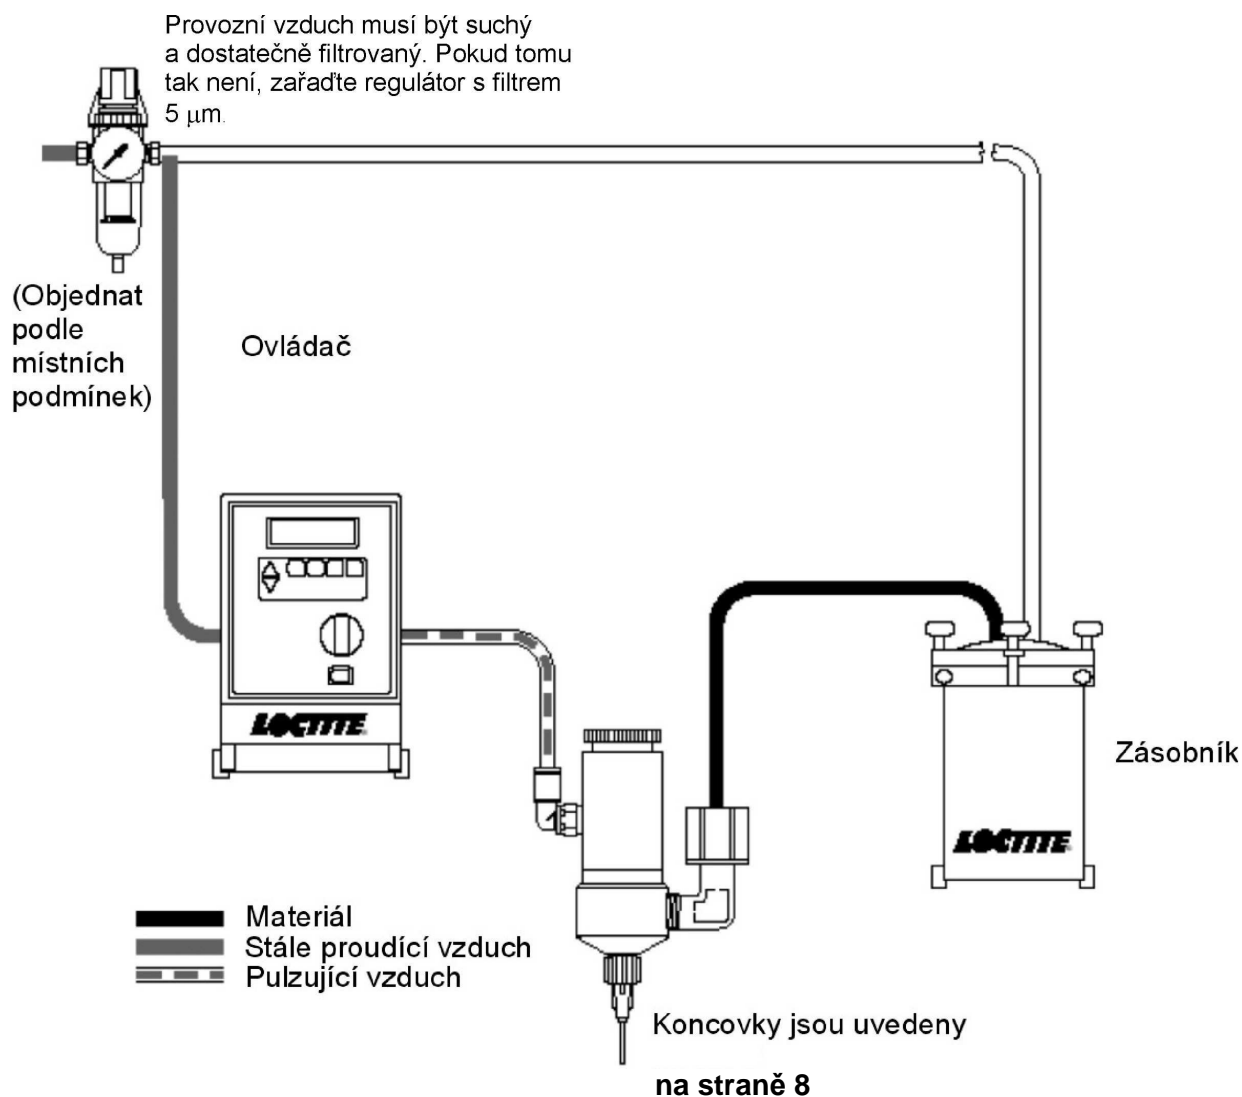 Provozní vzduch musí být suchý
a dostatečně filtrovaný. Pokud tomu
tak není, zařaďte regulátor s filtrem
5 μm.
(Objednat
podle
místních
podmínek)
Ovládač
LOCTITE
Zásobník
LOCTITE
Materiál
Stále proudící vzduch
Pulzující vzduch
Koncovky jsou uvedeny
na straně 8